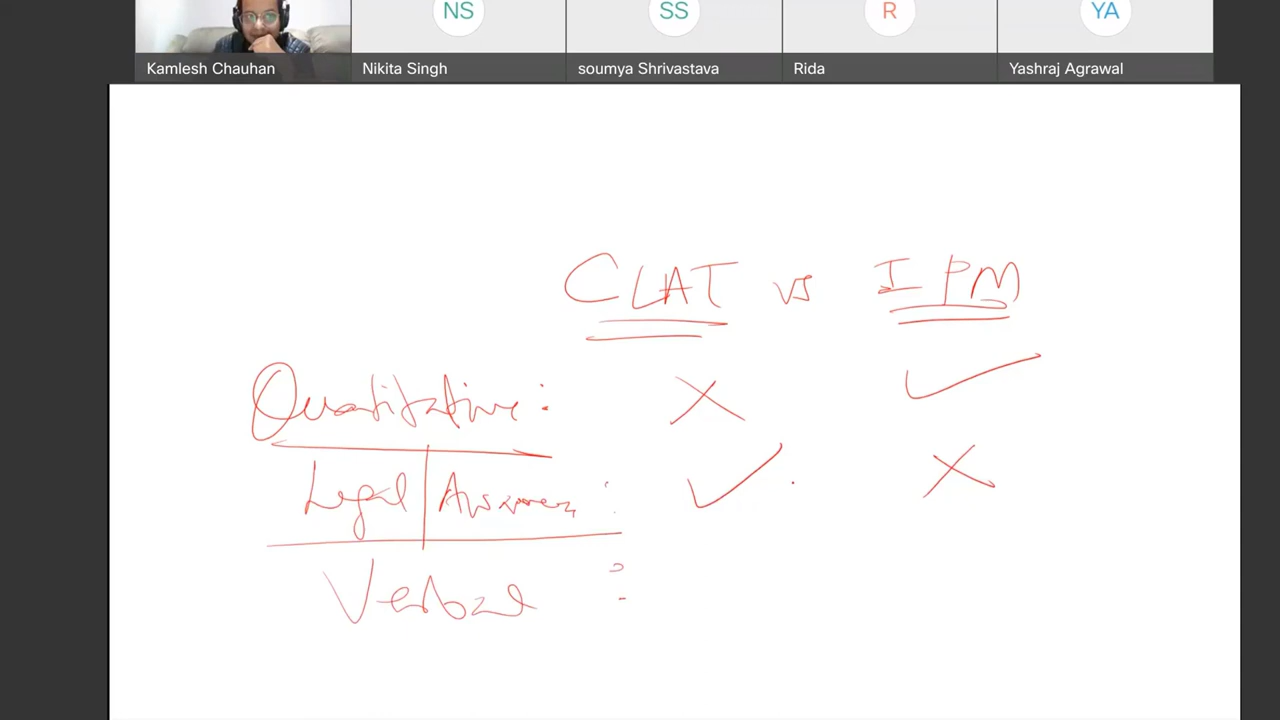 NS SS R YA
Kamlesh Chauhan Nikita Singh soumya Shrivastava Rida Yashraj Agrawal
CLAT vs IPM
Quantitative : ✗ ✓
Legal | Awareness : ✓ ✗
Verbal :